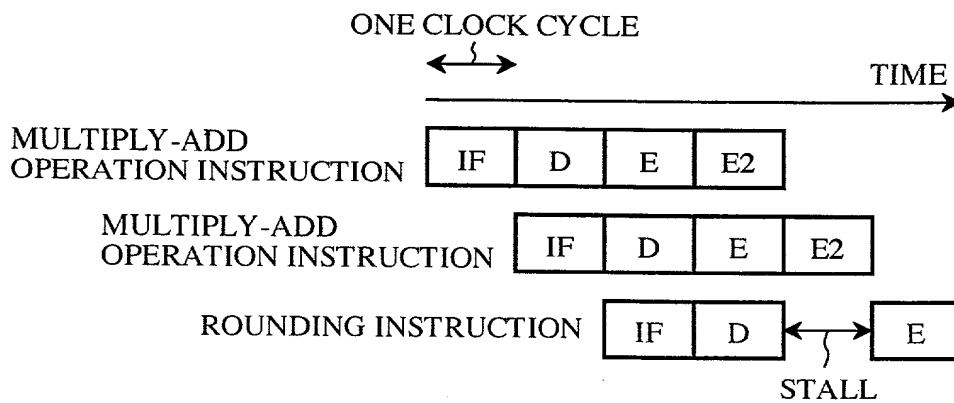 ONE CLOCK CYCLE
TIME
MULTIPLY-ADD
OPERATION INSTRUCTION
IF D E E2
MULTIPLY-ADD
OPERATION INSTRUCTION
IF D E E2
ROUNDING INSTRUCTION
IF D E
STALL